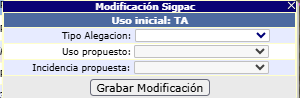 Modificación Sigpac
Uso inicial: TA
Tipo Alegacion:
Uso propuesto:
Incidencia propuesta:
Grabar Modificación